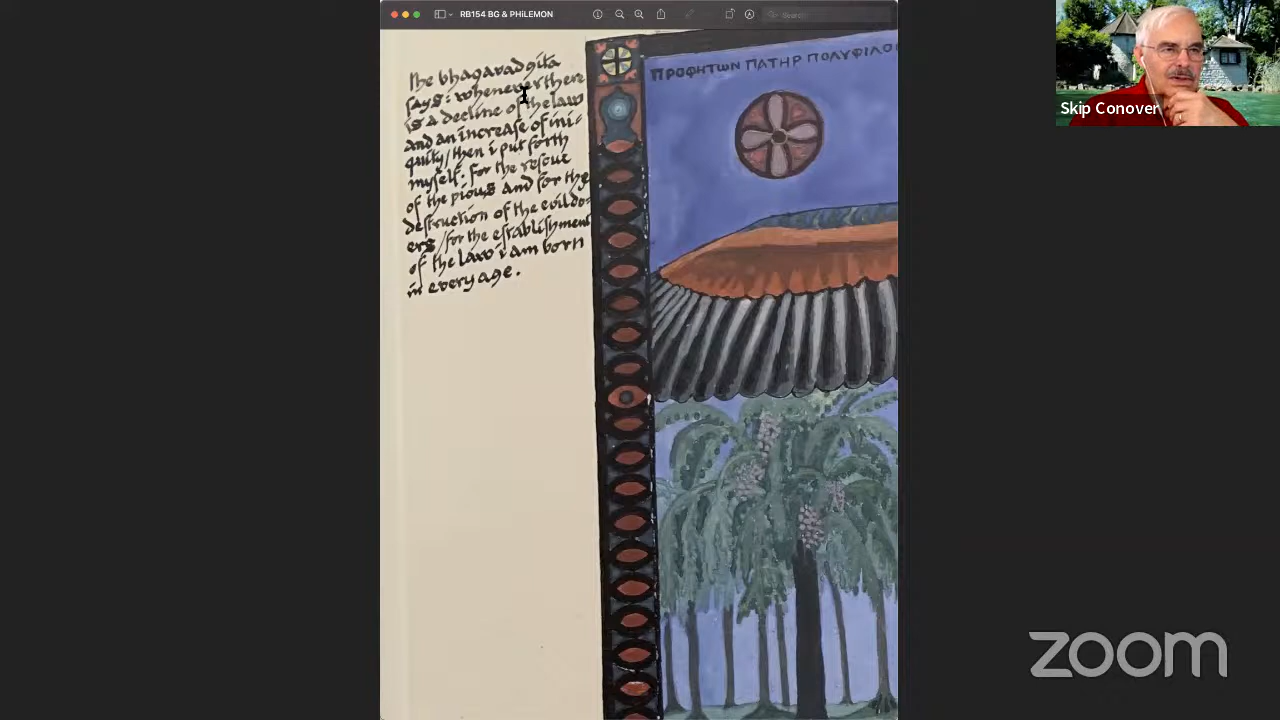 RB154 BG & PHiLEMON
Search
the bhagavadgita
says: whenever there
is a decline of the law
and an increase of ini-
quity/then i put forth
myself. for the rescue
of the pious and for the
destruction of the evildo-
ers/for the establishment
of the law i am born
in every age.
ΠΡΟΦΗΤΩΝ ΠΑΤΗΡ ΠΟΛΥΦΙΛΟ
Skip Conover
zoom